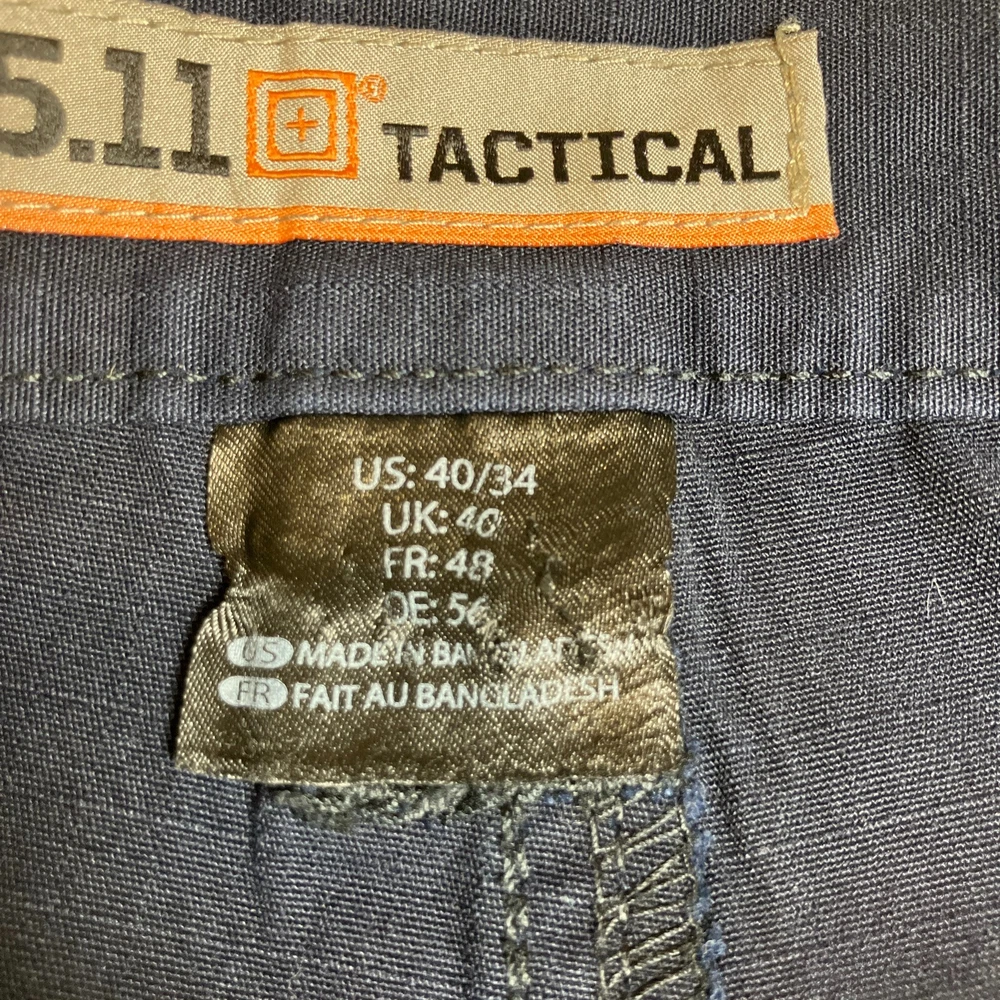 5.11 ® TACTICAL
US: 40/34
UK: 40
FR: 48
DE: 56
US MADE IN BANGLADESH
FR FAIT AU BANGLADESH